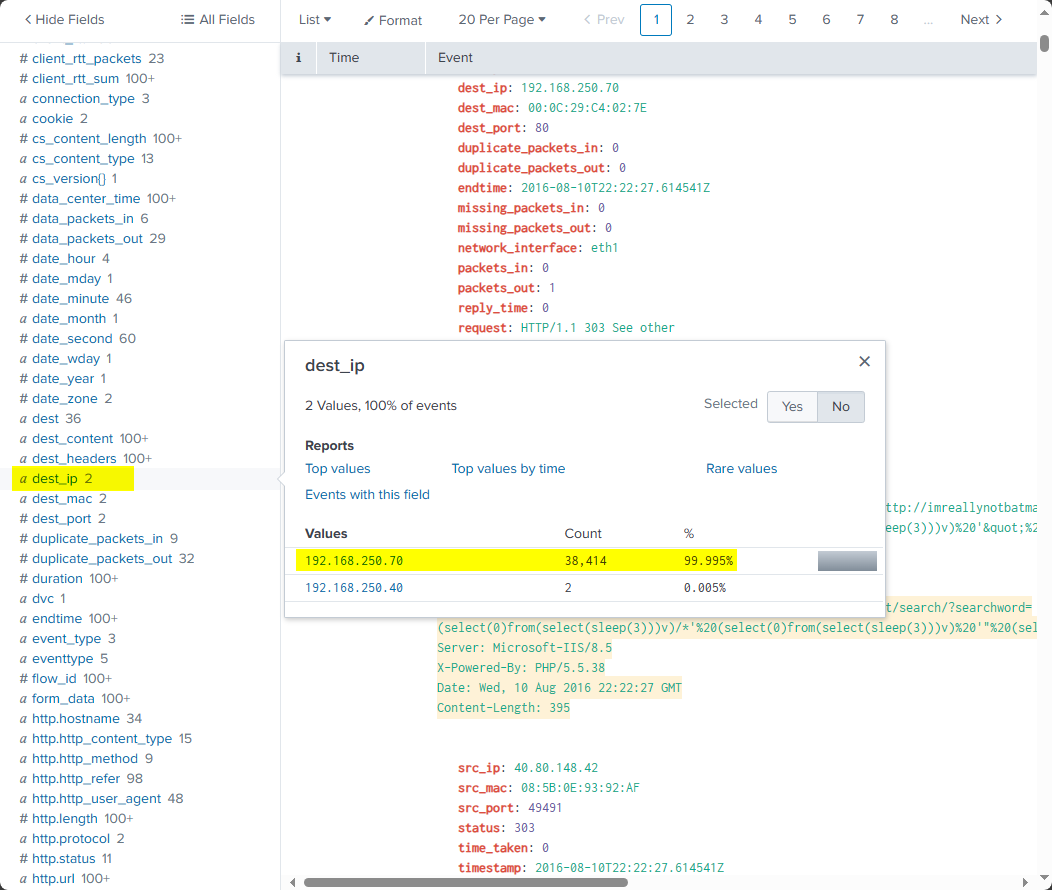 Hide Fields
All Fields
List
Format
20 Per Page
Prev
1
2
3
4
5
6
7
8
...
Next
i
Time
Event
# client_rtt_packets 23
# client_rtt_sum 100+
a connection_type 3
a cookie 2
# cs_content_length 100+
a cs_content_type 13
a cs_version{} 1
# data_center_time 100+
# data_packets_in 6
# data_packets_out 29
# date_hour 4
# date_mday 1
# date_minute 46
a date_month 1
# date_second 60
a date_wday 1
# date_year 1
# date_zone 2
a dest 36
a dest_content 100+
a dest_headers 100+
a dest_ip 2
a dest_mac 2
# dest_port 2
# duplicate_packets_in 9
# duplicate_packets_out 32
# duration 100+
a dvc 1
a endtime 100+
a event_type 3
a eventtype 5
# flow_id 100+
a form_data 100+
a http.hostname 34
a http.http_content_type 15
a http.http_method 9
a http.http_refer 98
a http.http_user_agent 48
# http.length 100+
a http.protocol 2
# http.status 11
a http.url 100+
dest_ip: 192.168.250.70
dest_mac: 00:0C:29:C4:02:7E
dest_port: 80
duplicate_packets_in: 0
duplicate_packets_out: 0
endtime: 2016-08-10T22:22:27.614541Z
missing_packets_in: 0
missing_packets_out: 0
network_interface: eth1
packets_in: 0
packets_out: 1
reply_time: 0
request: HTTP/1.1 303 See other
dest_ip
2 Values, 100% of events
Selected
Yes
No
Reports
Top values
Top values by time
Rare values
Events with this field
Values
Count
%
192.168.250.70
38,414
99.995%
192.168.250.40
2
0.005%
ttp://imreallynotbatma
eep(3)))v)%20'&quot;%2
t/search/?searchword=
(select(0)from(select(sleep(3)))v)/*'%20(select(0)from(select(sleep(3)))v)%20'"%20(sel
Server: Microsoft-IIS/8.5
X-Powered-By: PHP/5.5.38
Date: Wed, 10 Aug 2016 22:22:27 GMT
Content-Length: 395
src_ip: 40.80.148.42
src_mac: 08:5B:0E:93:92:AF
src_port: 49491
status: 303
time_taken: 0
timestamp: 2016-08-10T22:22:27.614541Z